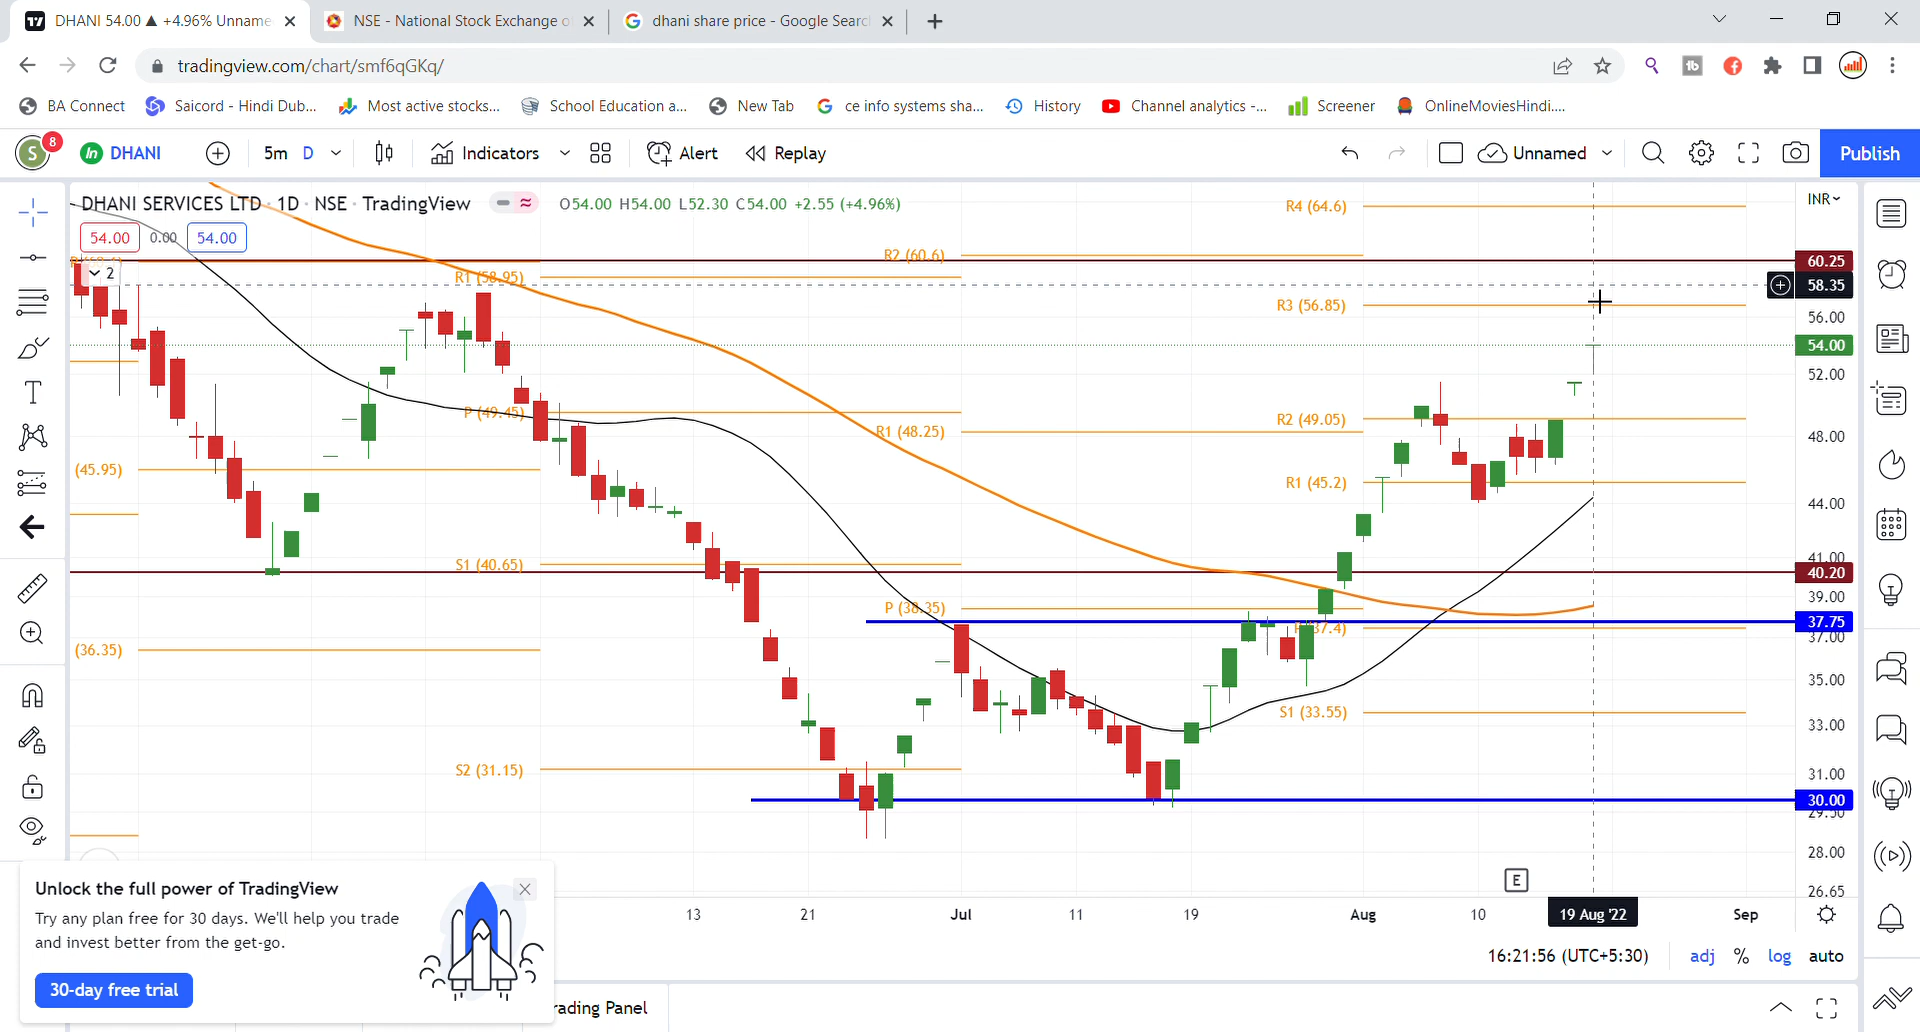 DHANI 54.00 ▲ +4.96% Unname
NSE - National Stock Exchange o
dhani share price - Google Searc
tradingview.com/chart/smf6qGKq/
BA Connect
Saicord - Hindi Dub...
Most active stocks...
School Education a...
New Tab
ce info systems sha...
History
Channel analytics -...
Screener
OnlineMoviesHindi....
S
8
DHANI
5m
D
Indicators
Alert
Replay
Unnamed
Publish
DHANI SERVICES LTD · 1D · NSE · TradingView
O54.00 H54.00 L52.30 C54.00 +2.55 (+4.96%)
INR
54.00
0.00
54.00
2
R4 (64.6)
R2 (60.6)
60.25
R1 (58.95)
58.35
R3 (56.85)
56.00
54.00
52.00
P (49.45)
R2 (49.05)
R1 (48.25)
48.00
(45.95)
R1 (45.2)
44.00
41.00
S1 (40.65)
40.20
39.00
P (38.35)
37.75
37.4)
37.00
(36.35)
35.00
S1 (33.55)
33.00
S2 (31.15)
31.00
30.00
29.50
28.00
E
26.65
13
21
Jul
11
19
Aug
10
19 Aug '22
Sep
Unlock the full power of TradingView
Try any plan free for 30 days. We'll help you trade
and invest better from the get-go.
30-day free trial
16:21:56 (UTC+5:30)
adj
%
log
auto
rading Panel